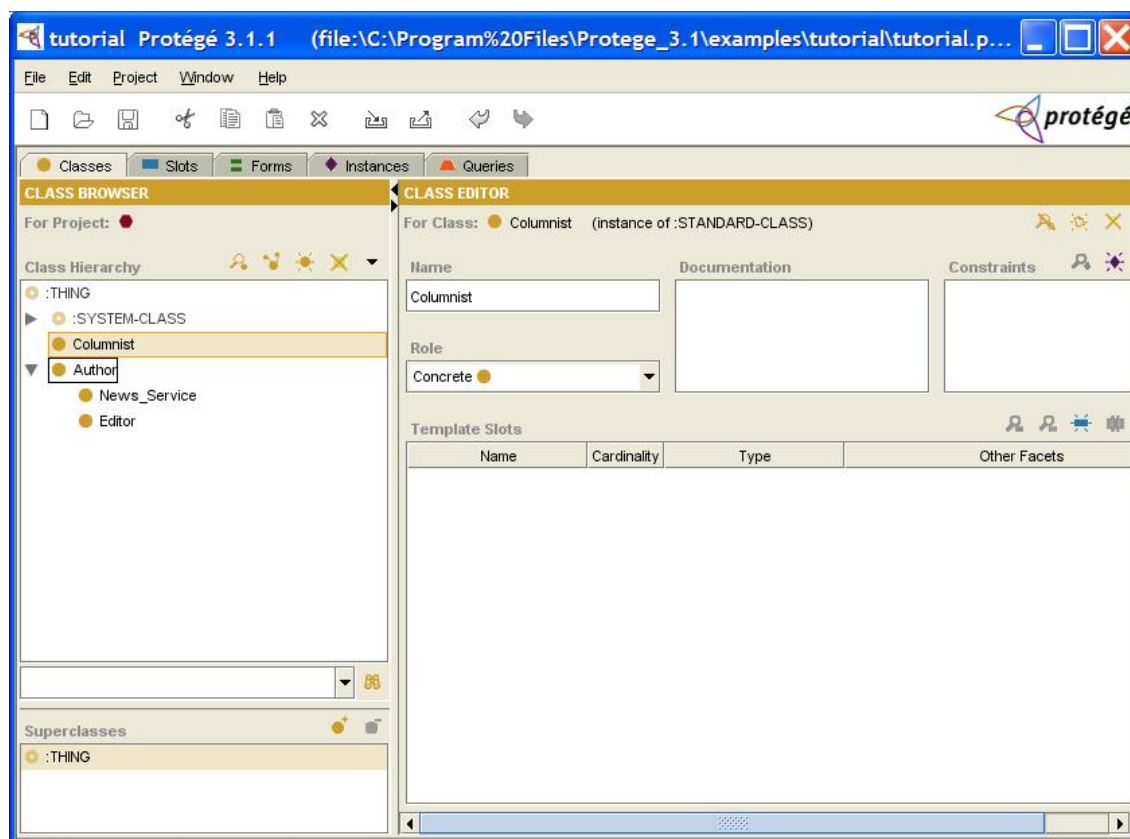 tutorial Protégé 3.1.1 (file:\C:\Program%20Files\Protege_3.1\examples\tutorial\tutorial.p...
File Edit Project Window Help
protégé
Classes Slots Forms Instances Queries
CLASS BROWSER
CLASS EDITOR
For Project:
For Class: Columnist (instance of :STANDARD-CLASS)
Class Hierarchy
Name Documentation Constraints
:THING
Columnist
:SYSTEM-CLASS
Columnist
Role
Author
Concrete
News_Service
Editor
Template Slots
Name Cardinality Type Other Facets
Superclasses
:THING